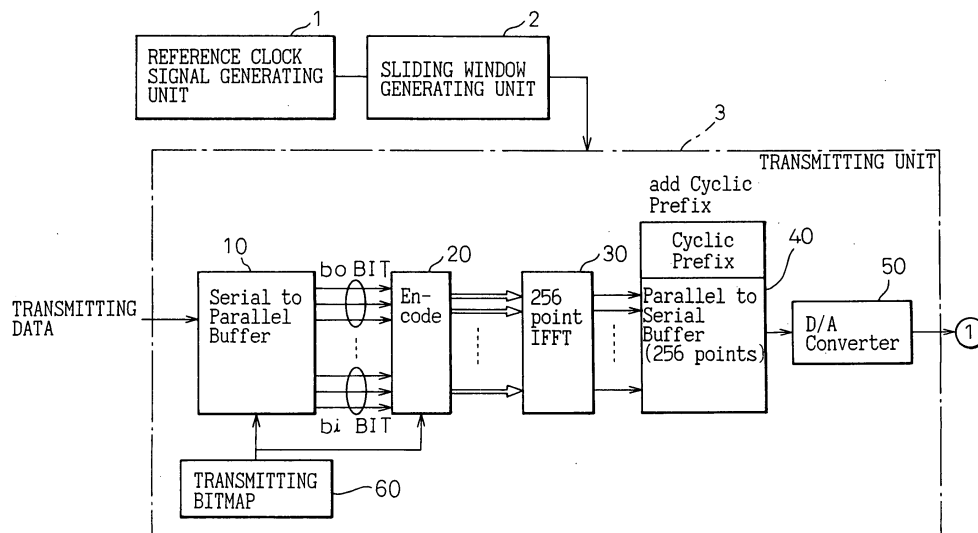 1
2
REFERENCE CLOCK
SIGNAL GENERATING
UNIT
SLIDING WINDOW
GENERATING UNIT
3
TRANSMITTING UNIT
add Cyclic
Prefix
10
bo BIT
20
30
Cyclic
Prefix
40
50
TRANSMITTING
DATA
Serial to
Parallel
Buffer
En-
code
256
point
IFFT
Parallel to
Serial
Buffer
(256 points)
D/A
Converter
1
bi BIT
TRANSMITTING
BITMAP
60